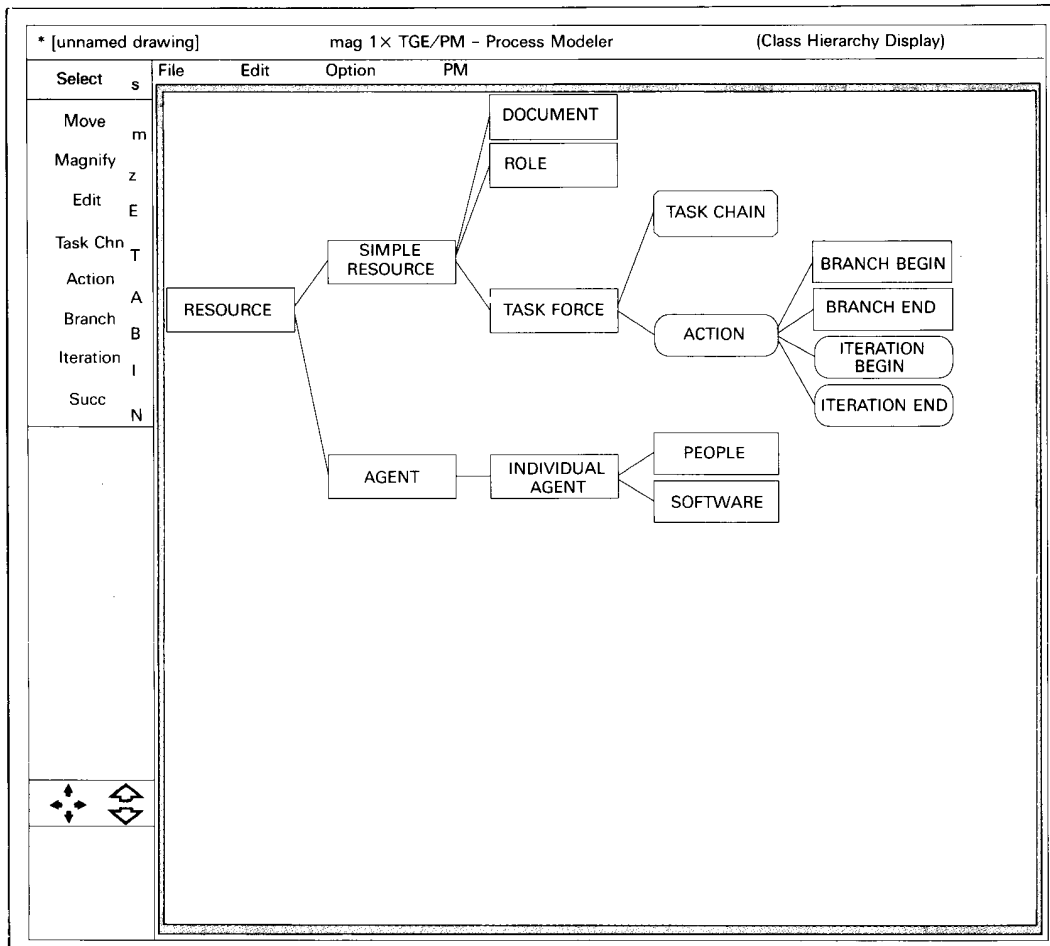 * [unnamed drawing] mag 1× TGE/PM – Process Modeler (Class Hierarchy Display)
Select s
File Edit Option PM
Move m
Magnify z
Edit E
Task Chn T
Action A
Branch B
Iteration I
Succ N
DOCUMENT
ROLE
TASK CHAIN
SIMPLE
RESOURCE
BRANCH BEGIN
RESOURCE
TASK FORCE
BRANCH END
ACTION
ITERATION
BEGIN
ITERATION END
PEOPLE
AGENT
INDIVIDUAL
AGENT
SOFTWARE